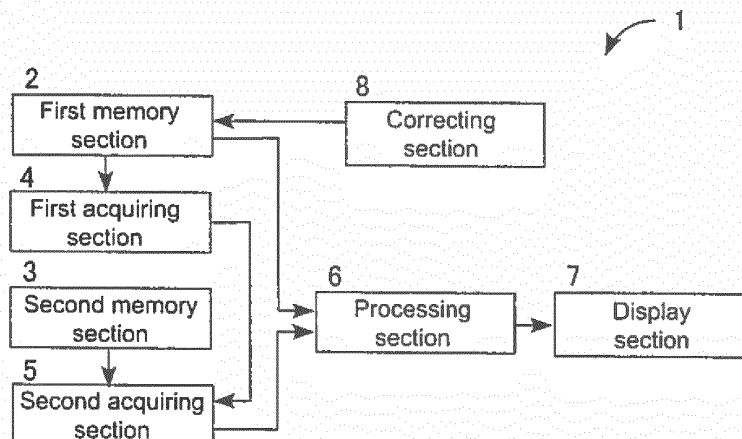 1
2
First memory
section
8
Correcting
section
4
First acquiring
section
3
Second memory
section
6
Processing
section
7
Display
section
5
Second acquiring
section